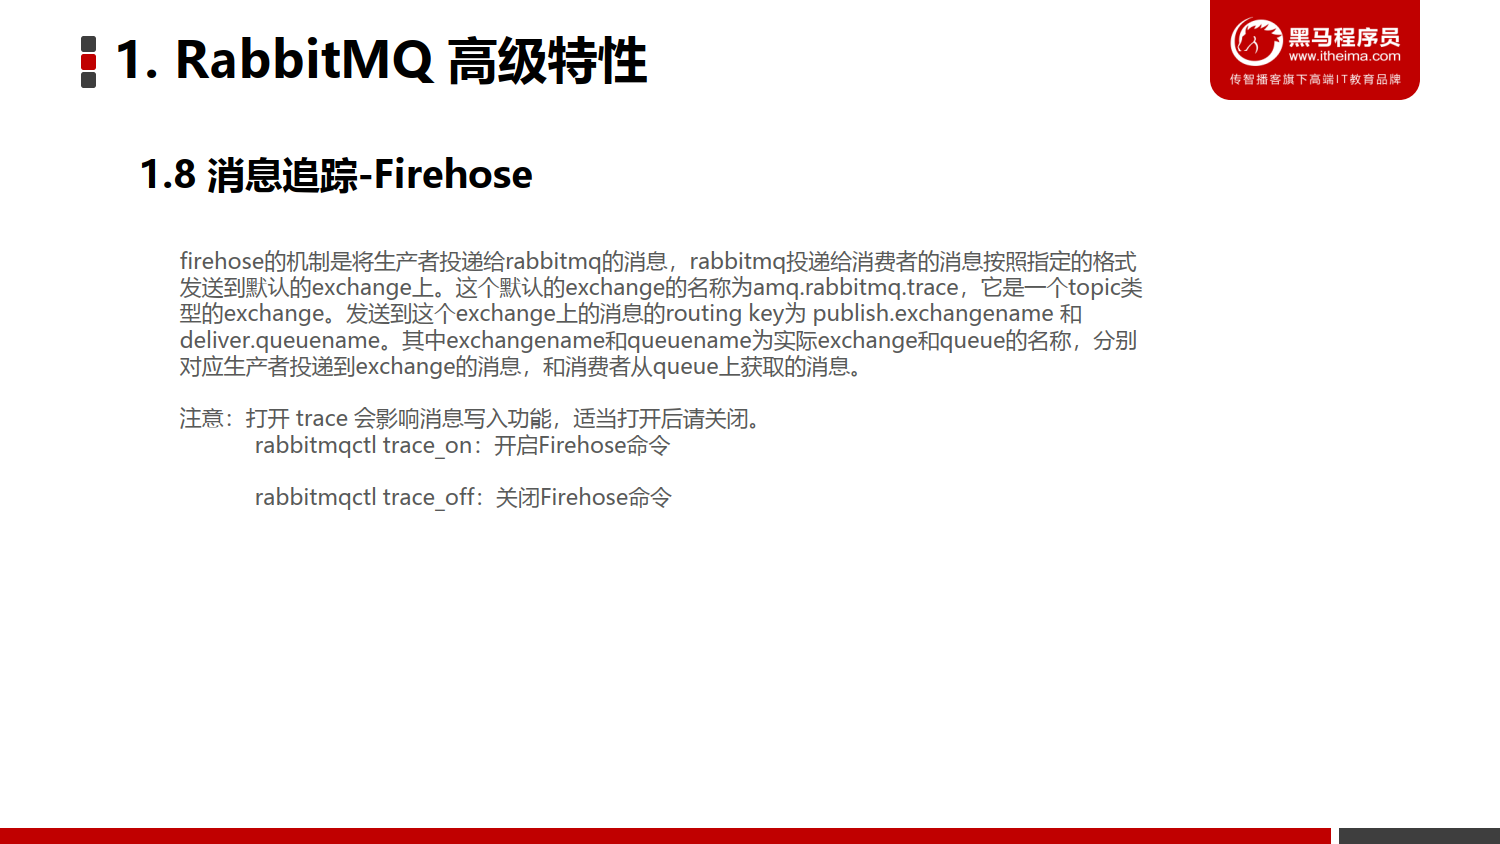 1. RabbitMQ 高级特性
黑马程序员
www.itheima.com
传智播客旗下高端IT教育品牌
1.8 消息追踪-Firehose
firehose的机制是将生产者投递给rabbitmq的消息，rabbitmq投递给消费者的消息按照指定的格式
发送到默认的exchange上。这个默认的exchange的名称为amq.rabbitmq.trace，它是一个topic类
型的exchange。发送到这个exchange上的消息的routing key为 publish.exchangename 和
deliver.queuename。其中exchangename和queuename为实际exchange和queue的名称，分别
对应生产者投递到exchange的消息，和消费者从queue上获取的消息。
注意：打开 trace 会影响消息写入功能，适当打开后请关闭。
rabbitmqctl trace_on：开启Firehose命令
rabbitmqctl trace_off：关闭Firehose命令